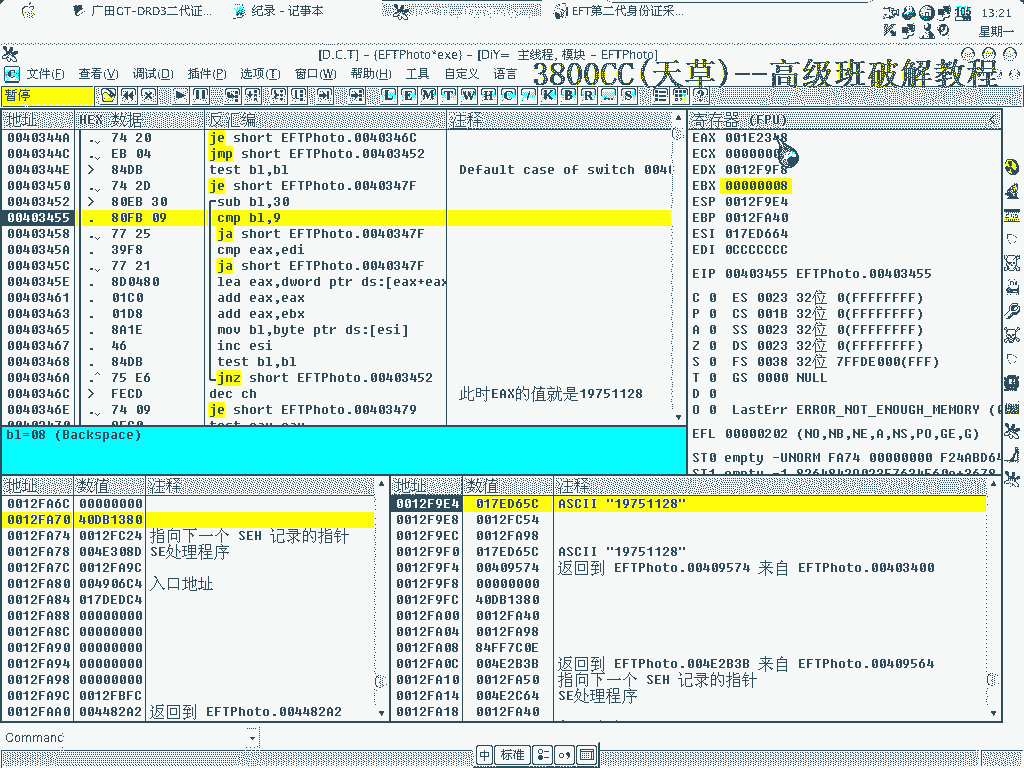 广田GT-DRD3二代证...
纪录 - 记事本
EFT第二代身份证采...
13:21
星期一
[D.C.T] - {EFTPhoto*exe} - [DiY= 主线程, 模块 - EFTPhoto]
文件(F) 查看(V) 调试(D) 插件(P) 选项(T) 窗口(W) 帮助(H) 工具 自定义 语言
3800CC(天草)--高级班破解教程
暂停
L E M T W H C / K B R ... S
地址 HEX 数据 反汇编 注释
0040344A . 74 20 je short EFTPhoto.0040346C
0040344C . EB 04 jmp short EFTPhoto.00403452
0040344E > 84DB test bl,bl Default case of switch 0040
00403450 . 74 2D je short EFTPhoto.0040347F
00403452 > 80EB 30 sub bl,30
00403455 . 80FB 09 cmp bl,9
00403458 . 77 25 ja short EFTPhoto.0040347F
0040345A . 39F8 cmp eax,edi
0040345C . 77 21 ja short EFTPhoto.0040347F
0040345E . 8D0480 lea eax,dword ptr ds:[eax+eax
00403461 . 01C0 add eax,eax
00403463 . 01D8 add eax,ebx
00403465 . 8A1E mov bl,byte ptr ds:[esi]
00403467 . 46 inc esi
00403468 . 84DB test bl,bl
0040346A .^ 75 E6 jnz short EFTPhoto.00403452
0040346C > FECD dec ch 此时EAX的值就是19751128
0040346E . 74 09 je short EFTPhoto.00403479
bl=08 (Backspace)
寄存器 (FPU)
EAX 001E2348
ECX 0000000
EDX 0012F9F8
EBX 00000008
ESP 0012F9E4
EBP 0012FA40
ESI 017ED664
EDI 0CCCCCCC
EIP 00403455 EFTPhoto.00403455
C 0 ES 0023 32位 0(FFFFFFFF)
P 0 CS 001B 32位 0(FFFFFFFF)
A 0 SS 0023 32位 0(FFFFFFFF)
Z 0 DS 0023 32位 0(FFFFFFFF)
S 0 FS 0038 32位 7FFDE000(FFF)
T 0 GS 0000 NULL
D 0
O 0 LastErr ERROR_NOT_ENOUGH_MEMORY (0
EFL 00000202 (NO,NB,NE,A,NS,PO,GE,G)
ST0 empty -UNORM FA74 00000000 F24ABD64
地址 数值 注释
0012FA6C 00000000
0012FA70 40DB1380
0012FA74 0012FC24 指向下一个 SEH 记录的指针
0012FA78 004E308D SE处理程序
0012FA7C 0012FA9C
0012FA80 004906C4 入口地址
0012FA84 017DEDC4
0012FA88 00000000
0012FA8C 00000000
0012FA90 00000000
0012FA94 00000000
0012FA98 00000000
0012FA9C 0012FBFC
0012FAA0 004482A2 返回到 EFTPhoto.004482A2
地址 数值 注释
0012F9E4 017ED65C ASCII "19751128"
0012F9E8 0012FC54
0012F9EC 0012FA98
0012F9F0 017ED65C ASCII "19751128"
0012F9F4 00409574 返回到 EFTPhoto.00409574 来自 EFTPhoto.00403400
0012F9F8 00000000
0012F9FC 40DB1380
0012FA00 0012FA40
0012FA04 0012FA98
0012FA08 84FF7C0E
0012FA0C 004E2B3B 返回到 EFTPhoto.004E2B3B 来自 EFTPhoto.00409564
0012FA10 0012FA50 指向下一个 SEH 记录的指针
0012FA14 004E2C64 SE处理程序
0012FA18 0012FA40
Command
中 标准